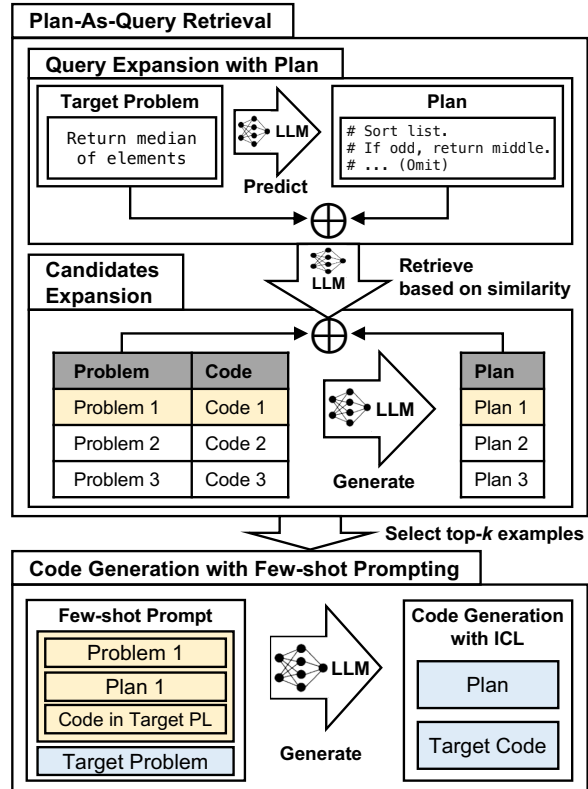 Plan-As-Query Retrieval
Query Expansion with Plan
Target Problem
Return median
of elements
LLM
Predict
Plan
# Sort list.
# If odd, return middle.
# ... (Omit)
LLM
Retrieve
based on similarity
Candidates
Expansion
Problem Code
Problem 1 Code 1
Problem 2 Code 2
Problem 3 Code 3
LLM
Generate
Plan
Plan 1
Plan 2
Plan 3
Select top-k examples
Code Generation with Few-shot Prompting
Few-shot Prompt
Problem 1
Plan 1
Code in Target PL
Target Problem
LLM
Generate
Code Generation
with ICL
Plan
Target Code